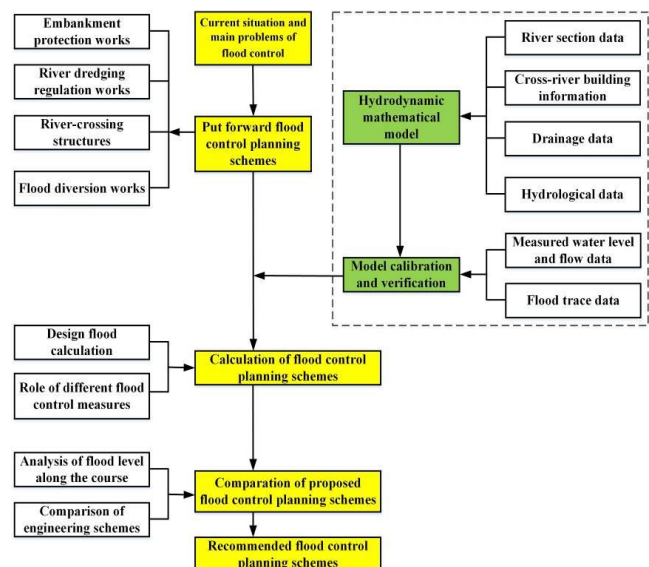 Embankment
protection works
River dredging
regulation works
River-crossing
structures
Flood diversion works
Current situation and
main problems of
flood control
Put forward flood
control planning
schemes
Hydrodynamic
mathematical
model
River section data
Cross-river building
information
Drainage data
Hydrological data
Model calibration
and verification
Measured water level
and flow data
Flood trace data
Design flood
calculation
Role of different flood
control measures
Calculation of flood control
planning schemes
Analysis of flood level
along the course
Comparison of
engineering schemes
Comparation of proposed
flood control planning schemes
Recommended flood control
planning schemes